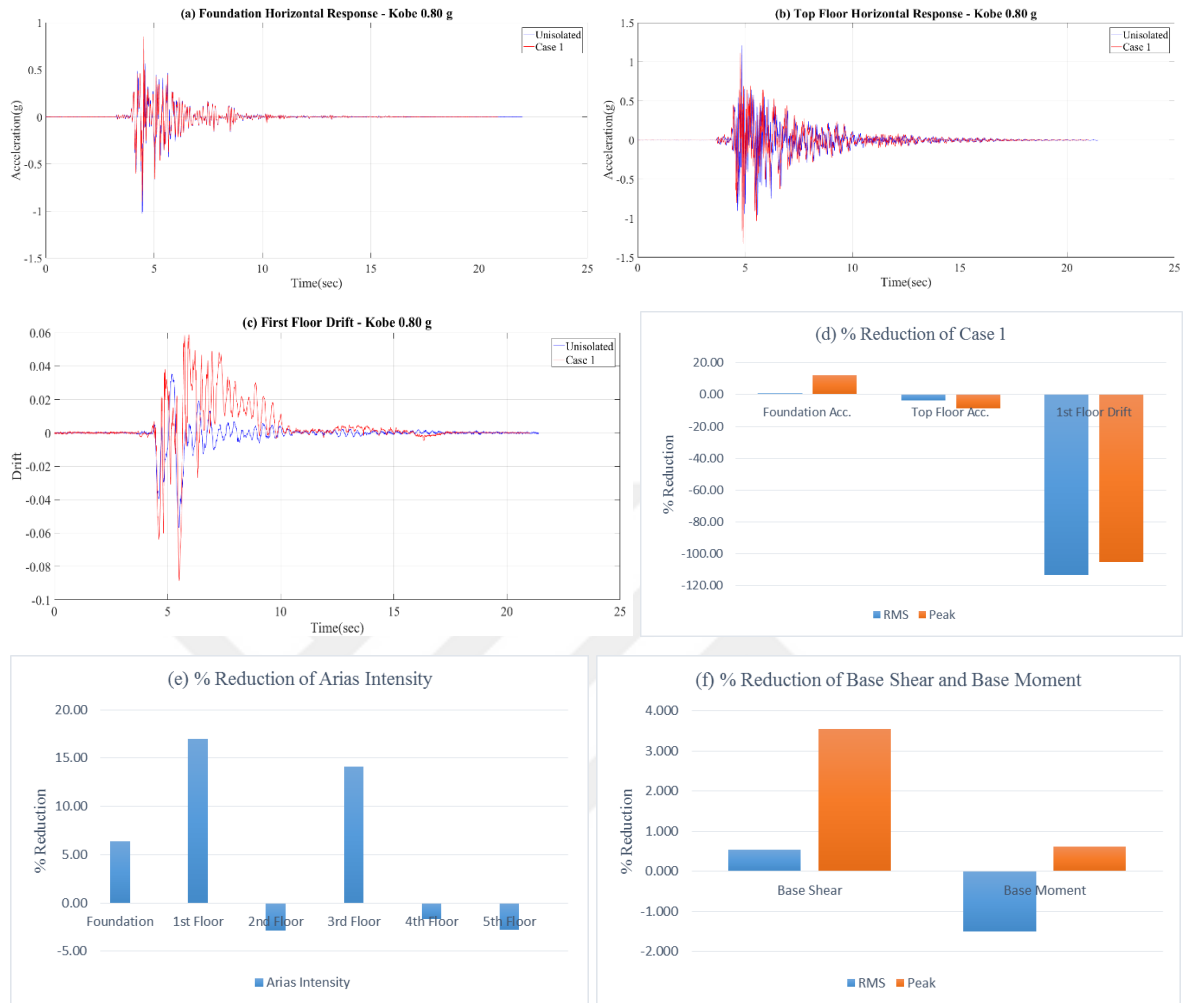 (a) Foundation Horizontal Response - Kobe 0.80 g
1
0.5
0
-0.5
-1
-1.5
Acceleration(g)
0 5 10 15 20 25
Time(sec)
Unisolated
Case 1
(b) Top Floor Horizontal Response - Kobe 0.80 g
1.5
1
0.5
0
-0.5
-1
-1.5
Acceleration(g)
0 5 10 15 20 25
Time(sec)
Unisolated
Case 1
(c) First Floor Drift - Kobe 0.80 g
0.06
0.04
0.02
0
-0.02
-0.04
-0.06
-0.08
-0.1
Drift
0 5 10 15 20 25
Time(sec)
Unisolated
Case 1
(d) % Reduction of Case 1
20.00
0.00
-20.00
-40.00
-60.00
-80.00
-100.00
-120.00
% Reduction
Foundation Acc. Top Floor Acc. 1st Floor Drift
RMS Peak
(e) % Reduction of Arias Intensity
20.00
15.00
10.00
5.00
0.00
-5.00
% Reduction
Foundation 1st Floor 2nd Floor 3rd Floor 4th Floor 5th Floor
Arias Intensity
(f) % Reduction of Base Shear and Base Moment
4.000
3.000
2.000
1.000
0.000
-1.000
-2.000
% Reduction
Base Shear Base Moment
RMS Peak